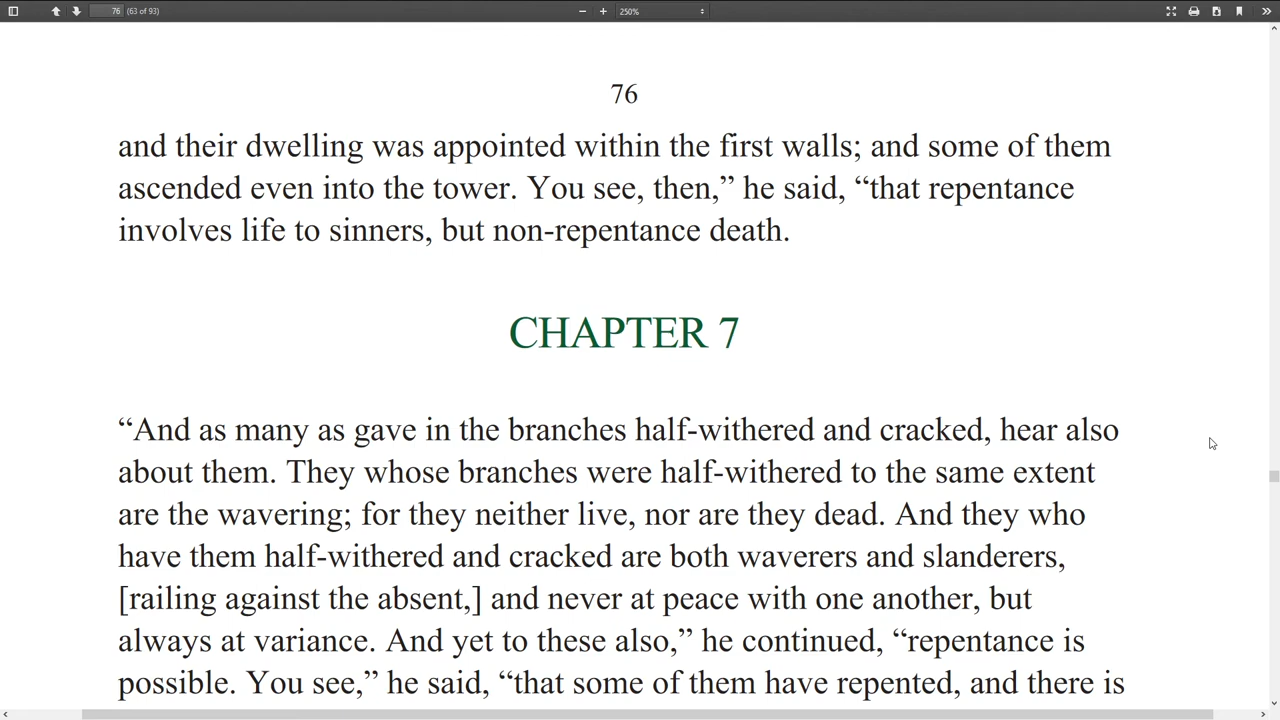 76 (63 of 93) 250%
76
and their dwelling was appointed within the first walls; and some of them
ascended even into the tower. You see, then,” he said, “that repentance
involves life to sinners, but non-repentance death.
CHAPTER 7
“And as many as gave in the branches half-withered and cracked, hear also
about them. They whose branches were half-withered to the same extent
are the wavering; for they neither live, nor are they dead. And they who
have them half-withered and cracked are both waverers and slanderers,
[railing against the absent,] and never at peace with one another, but
always at variance. And yet to these also,” he continued, “repentance is
possible. You see,” he said, “that some of them have repented, and there is